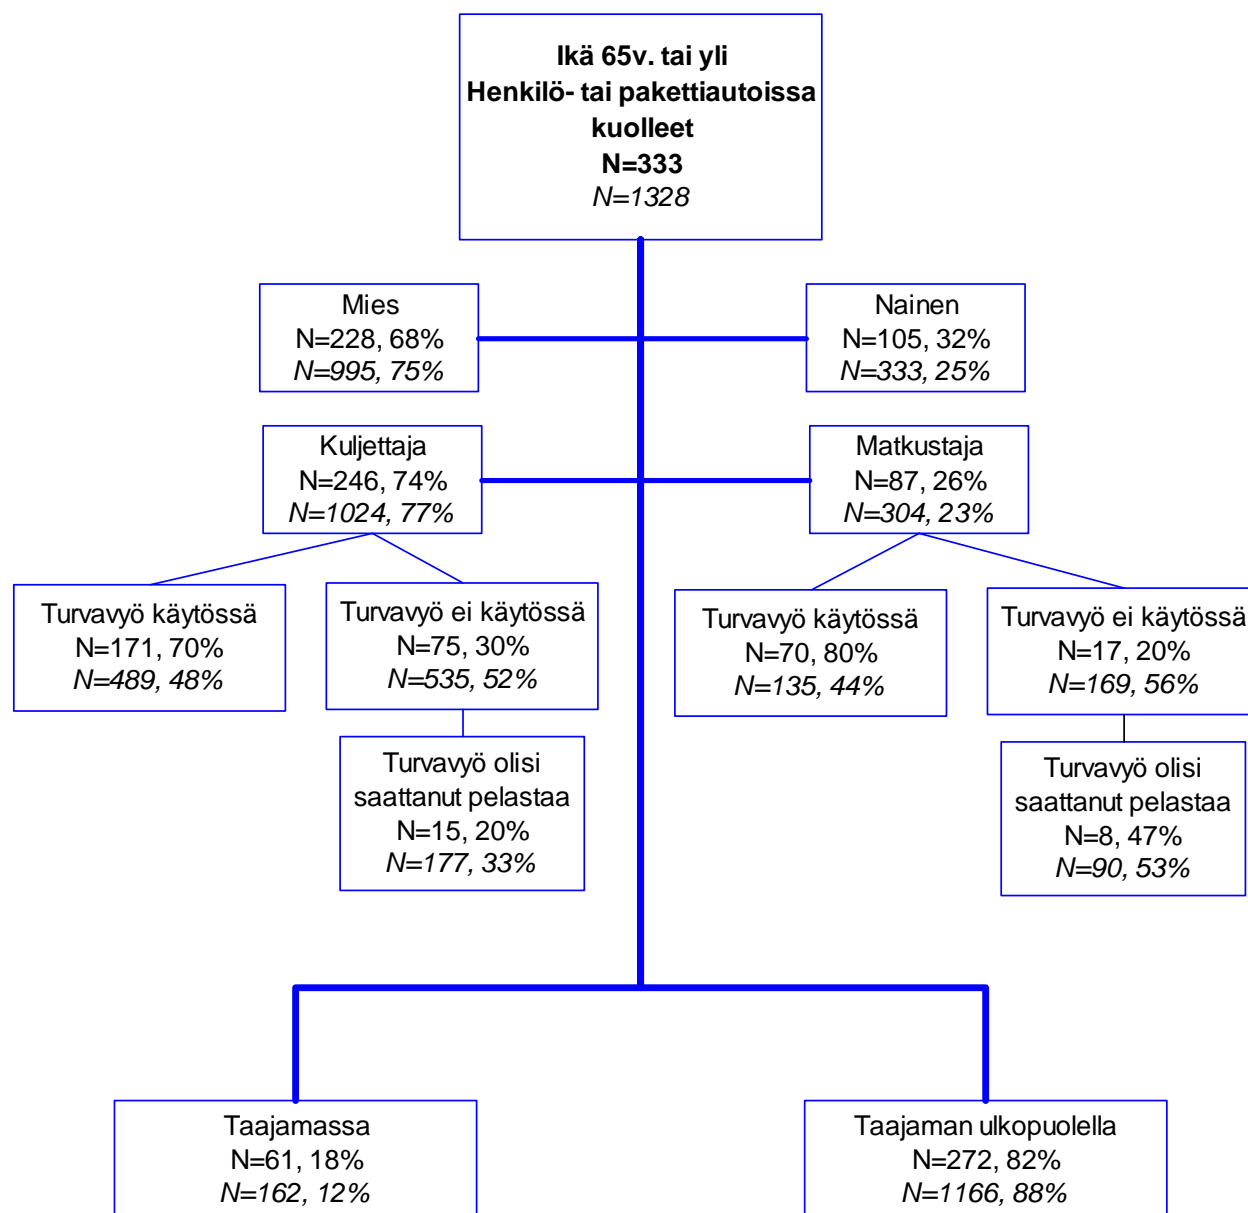 Ikä 65v. tai yli
Henkilö- tai pakettiautoissa
kuolleet
N=333
N=1328
Mies
N=228, 68%
N=995, 75%
Nainen
N=105, 32%
N=333, 25%
Kuljettaja
N=246, 74%
N=1024, 77%
Matkustaja
N=87, 26%
N=304, 23%
Turvavyö käytössä
N=171, 70%
N=489, 48%
Turvavyö ei käytössä
N=75, 30%
N=535, 52%
Turvavyö käytössä
N=70, 80%
N=135, 44%
Turvavyö ei käytössä
N=17, 20%
N=169, 56%
Turvavyö olisi
saattanut pelastaa
N=15, 20%
N=177, 33%
Turvavyö olisi
saattanut pelastaa
N=8, 47%
N=90, 53%
Taajamassa
N=61, 18%
N=162, 12%
Taajaman ulkopuolella
N=272, 82%
N=1166, 88%